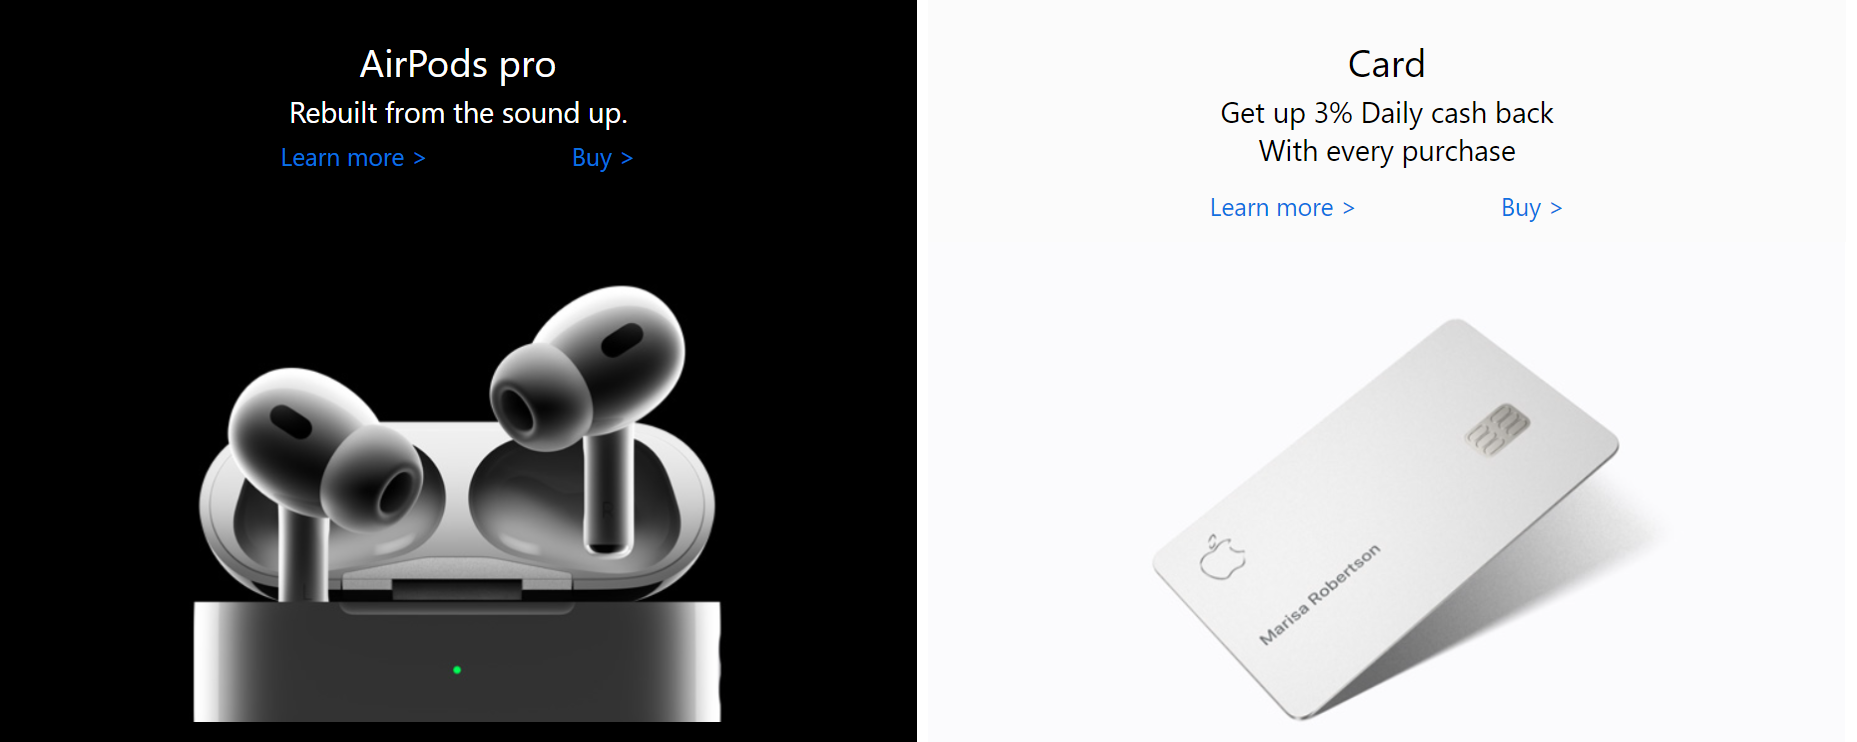 AirPods pro
Rebuilt from the sound up.
Learn more >
Buy >
R
Card
Get up 3% Daily cash back
With every purchase
Learn more >
Buy >
Marisa Robertson